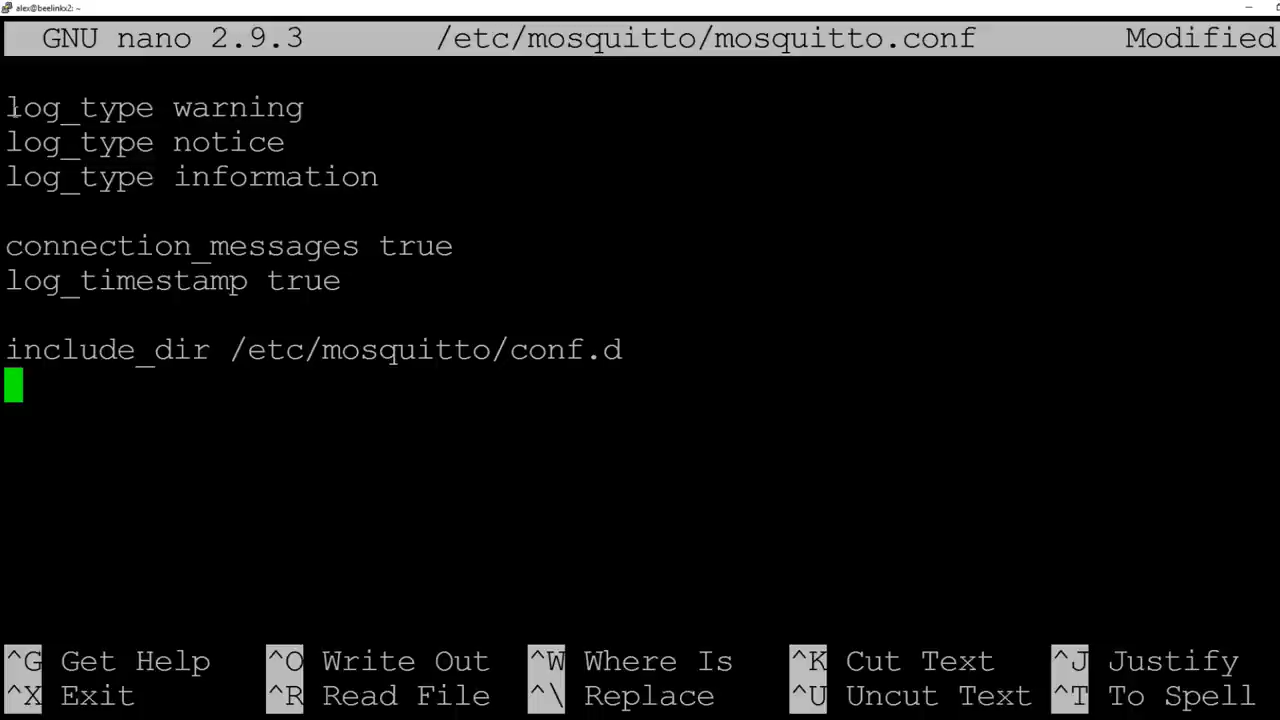 alex@beelinkx2: ~
GNU nano 2.9.3 /etc/mosquitto/mosquitto.conf Modified
log_type warning
log_type notice
log_type information
connection_messages true
log_timestamp true
include_dir /etc/mosquitto/conf.d
^G Get Help ^O Write Out ^W Where Is ^K Cut Text ^J Justify
^X Exit ^R Read File ^\ Replace ^U Uncut Text ^T To Spell